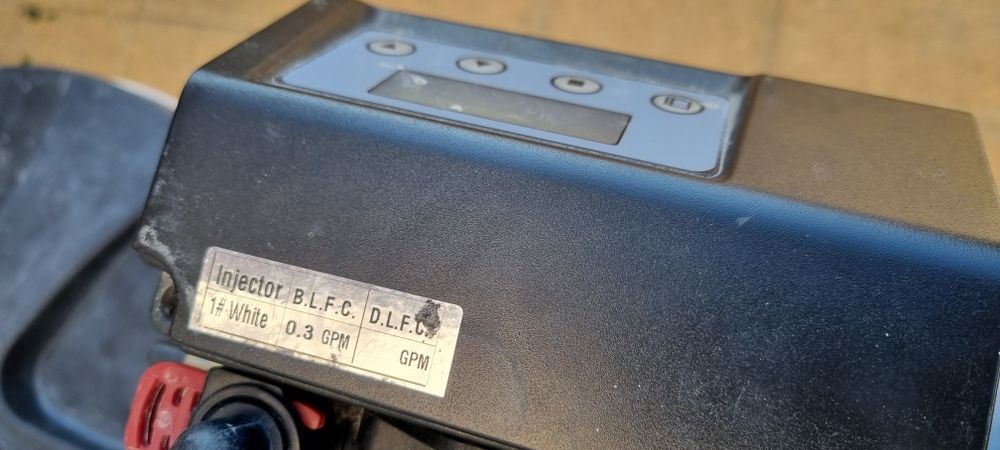 Injector B.L.F.C. D.L.F.C.
1# White 0.3 GPM GPM